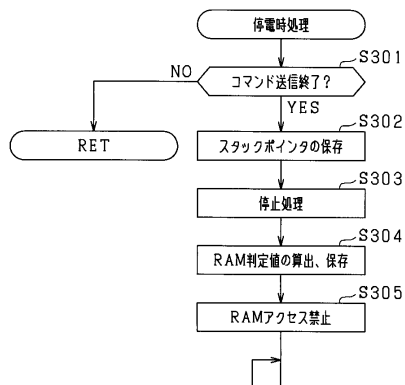 停電時処理
S301
コマンド送信終了?
NO
YES
RET
S302
スタックポインタの保存
S303
停止処理
S304
RAM判定値の算出、保存
S305
RAMアクセス禁止